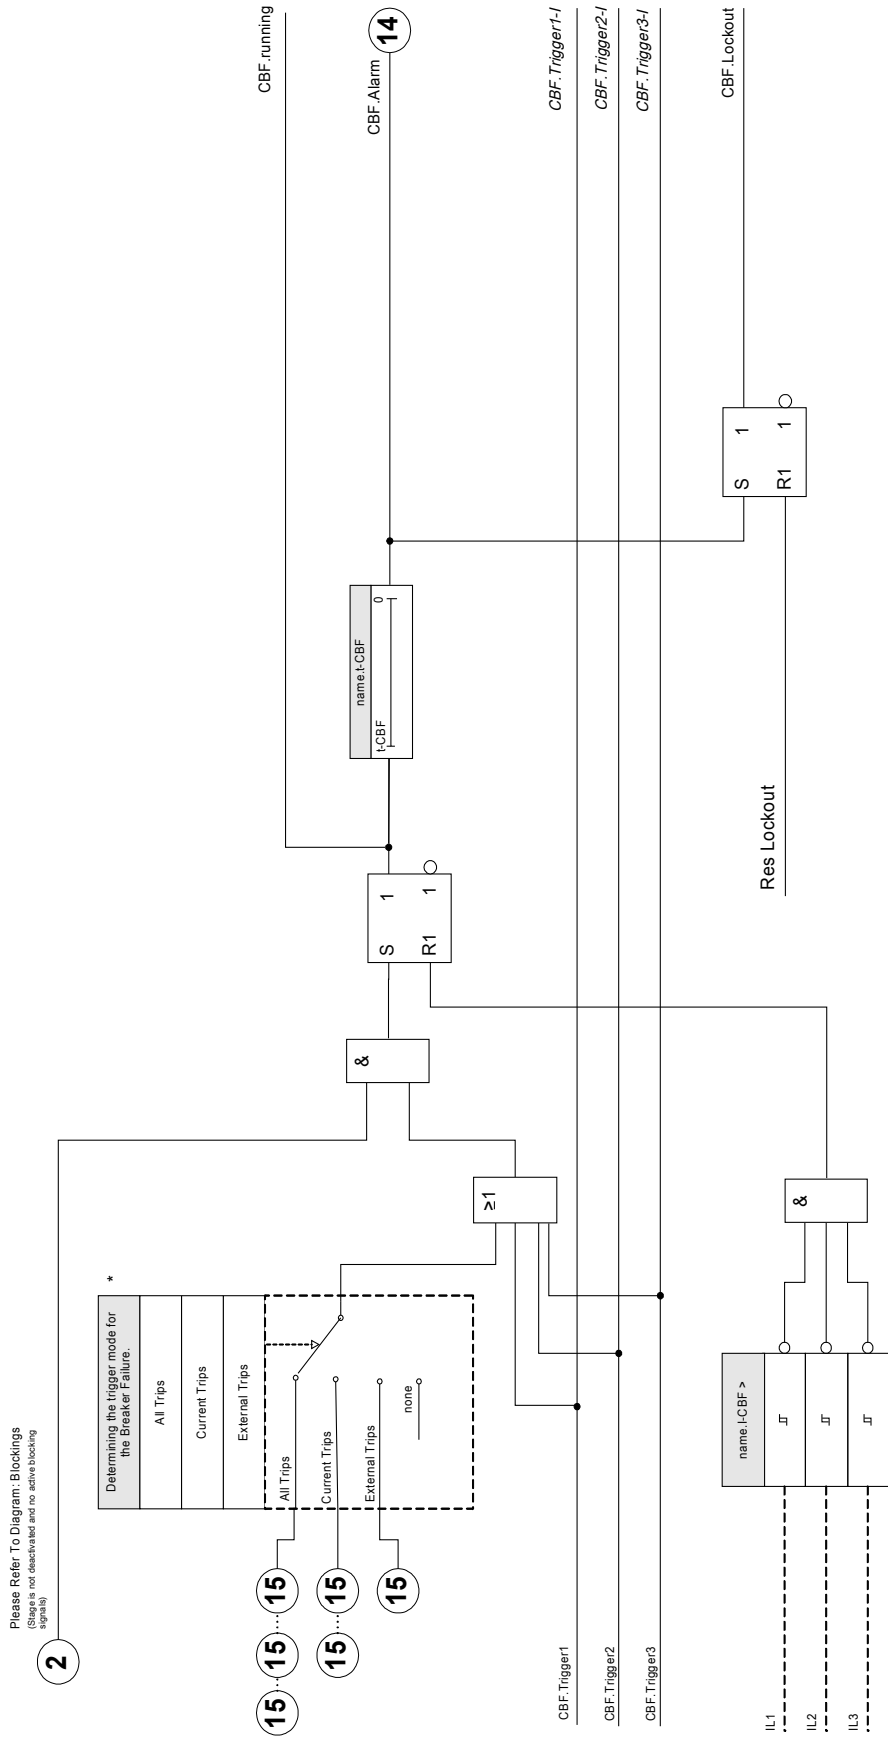 Please Refer To Diagram: Blockings
(Stage is not deactivated and no active blocking
signals)
2
Determining the trigger mode for
the Breaker Failure.
*
All Trips
Current Trips
External Trips
All Trips
Current Trips
External Trips
none
15 15 15
15 15
15
CBF.Trigger1
CBF.Trigger2
CBF.Trigger3
≥1
&
S 1
R1 1
name.t-CBF
t-CBF 0
CBF.running
CBF.Alarm
14
CBF.Trigger1-I
CBF.Trigger2-I
CBF.Trigger3-I
CBF.Lockout
S 1
R1 1
Res Lockout
name.I-CBF >
IL1
IL2
IL3
&